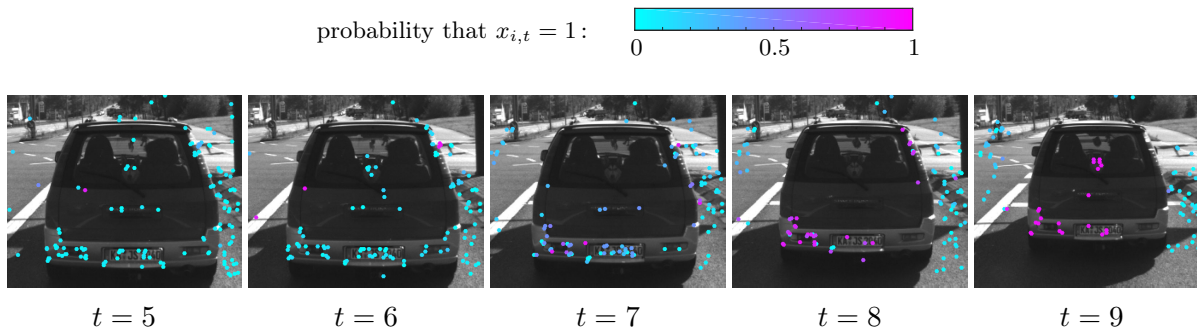 probability that x_{i,t} = 1 :
0 0.5 1
t = 5 t = 6 t = 7 t = 8 t = 9